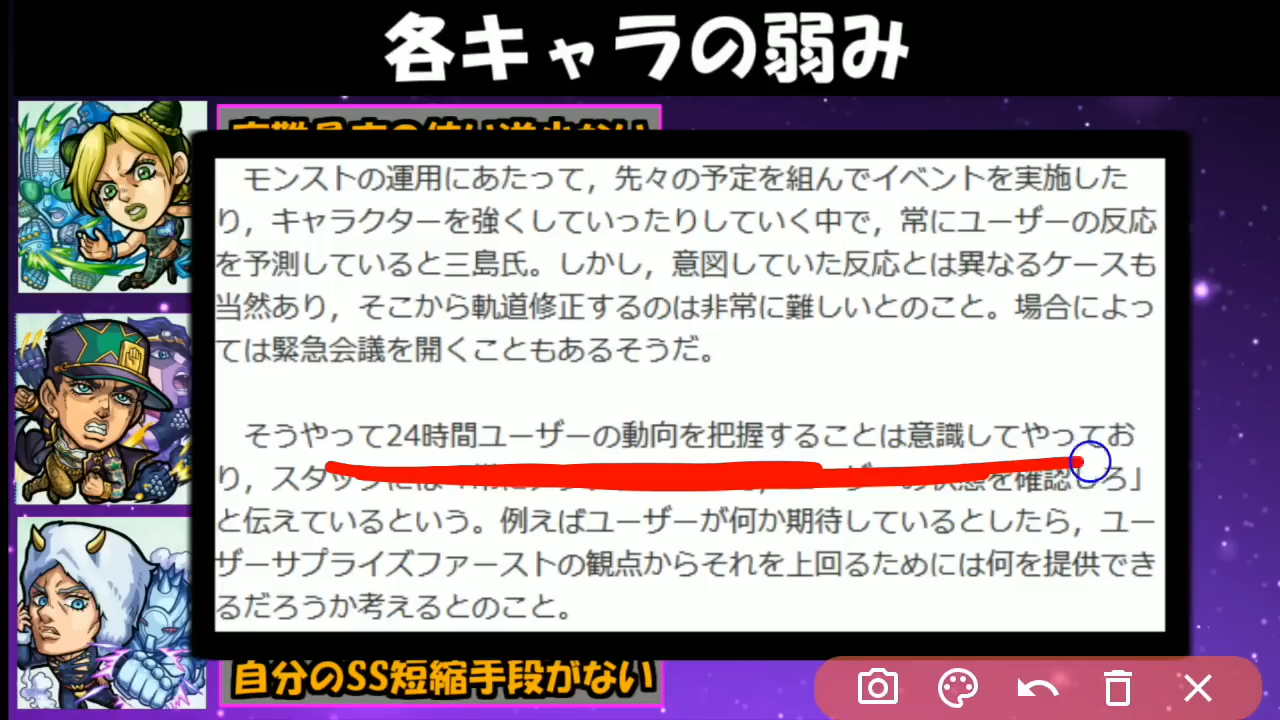 各キャラの弱み
モンストの運用にあたって，先々の予定を組んでイベントを実施した
り，キャラクターを強くしていったりしていく中で，常にユーザーの反応
を予測していると三島氏。しかし，意図していた反応とは異なるケースも
当然あり，そこから軌道修正するのは非常に難しいとのこと。場合によっ
ては緊急会議を開くこともあるそうだ。
そうやって24時間ユーザーの動向を把握することは意識してやってお
り，スタッフには「常に の状態を確認しろ」
と伝えているという。例えばユーザーが何か期待しているとしたら，ユー
ザーサプライズファーストの観点からそれを上回るためには何を提供でき
るだろうか考えるとのこと。
自分のSS短縮手段がない